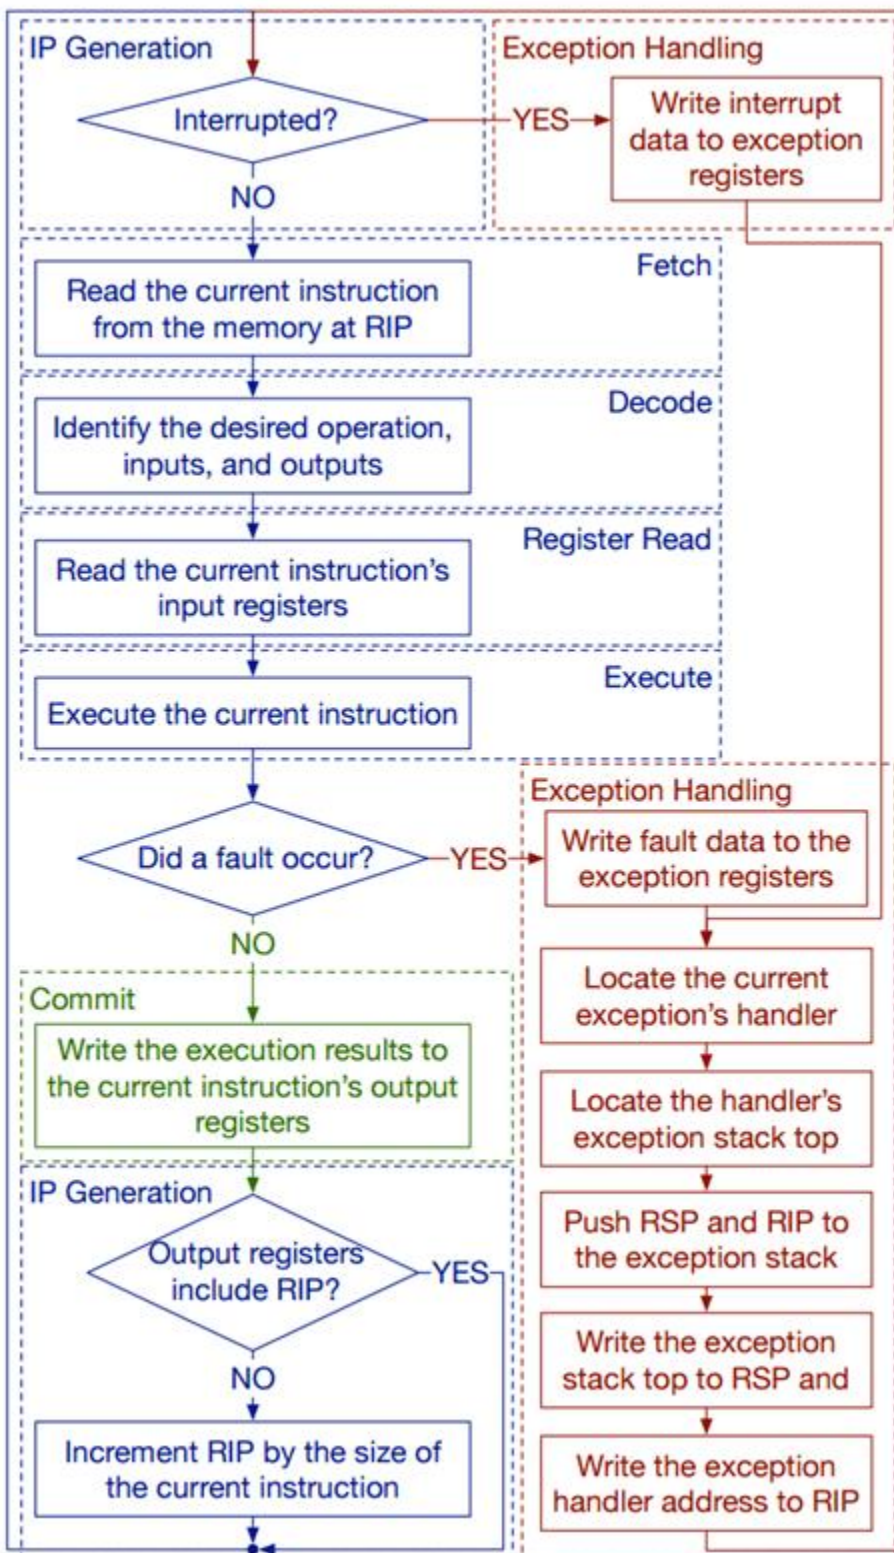 IP Generation
Interrupted?
YES
NO
Exception Handling
Write interrupt
data to exception
registers
Fetch
Read the current instruction
from the memory at RIP
Decode
Identify the desired operation,
inputs, and outputs
Register Read
Read the current instruction's
input registers
Execute
Execute the current instruction
Did a fault occur?
YES
NO
Exception Handling
Write fault data to the
exception registers
Locate the current
exception's handler
Locate the handler's
exception stack top
Push RSP and RIP to
the exception stack
Write the exception
stack top to RSP and
Write the exception
handler address to RIP
Commit
Write the execution results to
the current instruction's output
registers
IP Generation
Output registers
include RIP?
YES
NO
Increment RIP by the size of
the current instruction